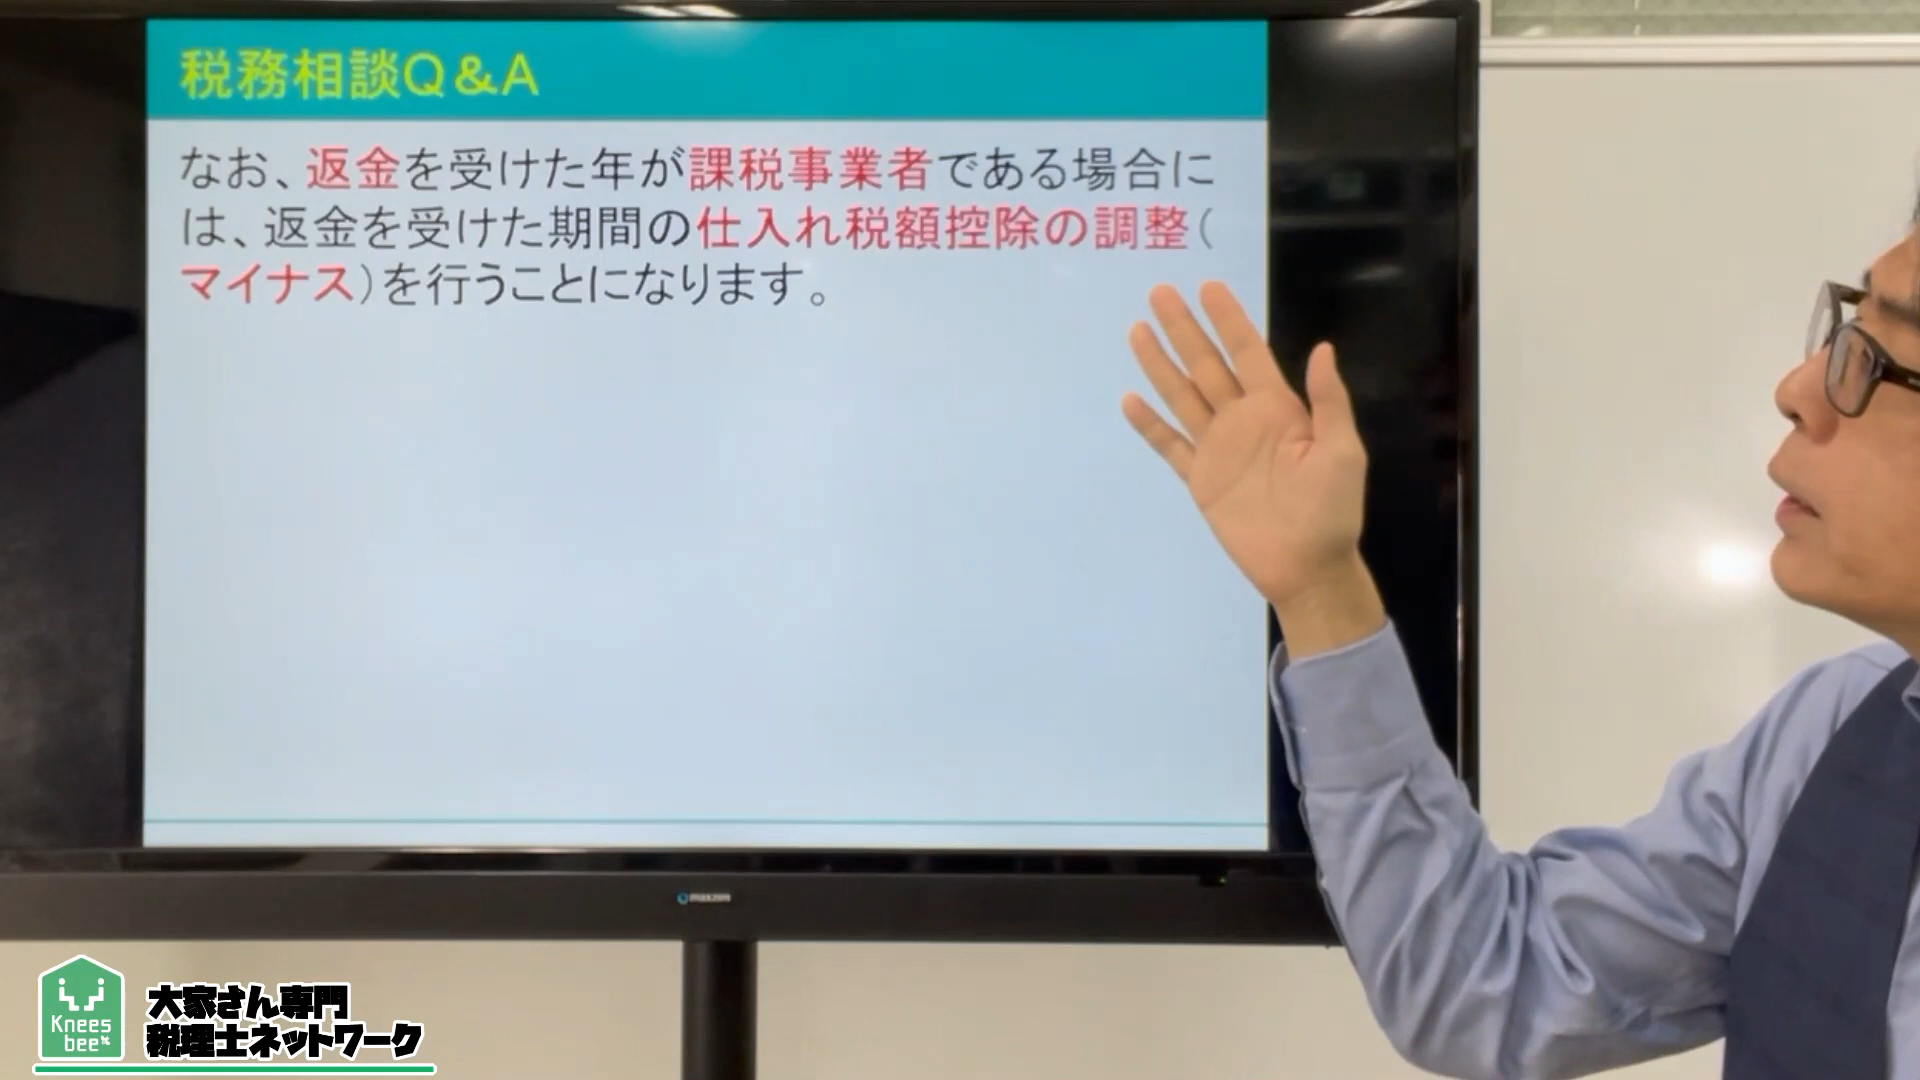 税務相談Q&A
なお、返金を受けた年が課税事業者である場合に
は、返金を受けた期間の仕入れ税額控除の調整(
マイナス)を行うことになります。
maxzen
Knees
bee
大家さん専門
税理士ネットワーク